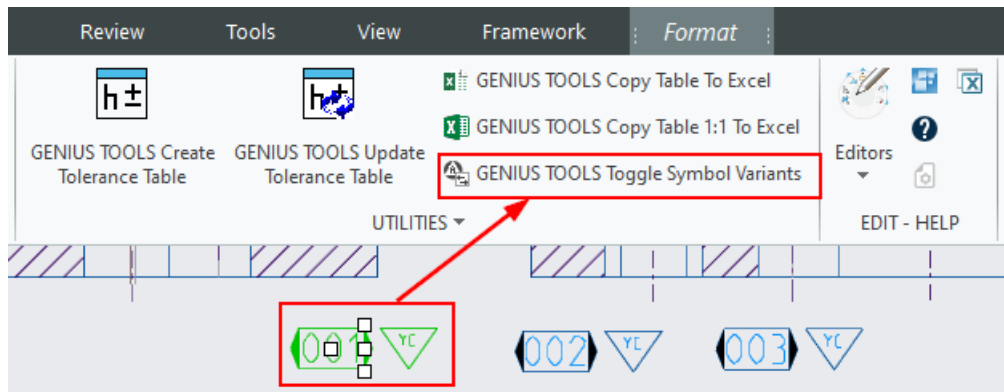 Review Tools View Framework Format
h±
h
GENIUS TOOLS Create
Tolerance Table
GENIUS TOOLS Update
Tolerance Table
GENIUS TOOLS Copy Table To Excel
GENIUS TOOLS Copy Table 1:1 To Excel
GENIUS TOOLS Toggle Symbol Variants
Editors
UTILITIES
EDIT - HELP
001 YC 002 YC 003 YC